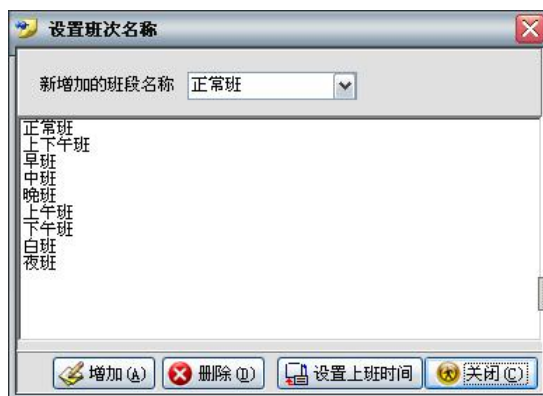 设置班次名称
新增加的班段名称 正常班
正常班
上下午班
早班
中班
晚班
上午班
下午班
白班
夜班
增加(A) 删除(D) 设置上班时间 关闭(C)